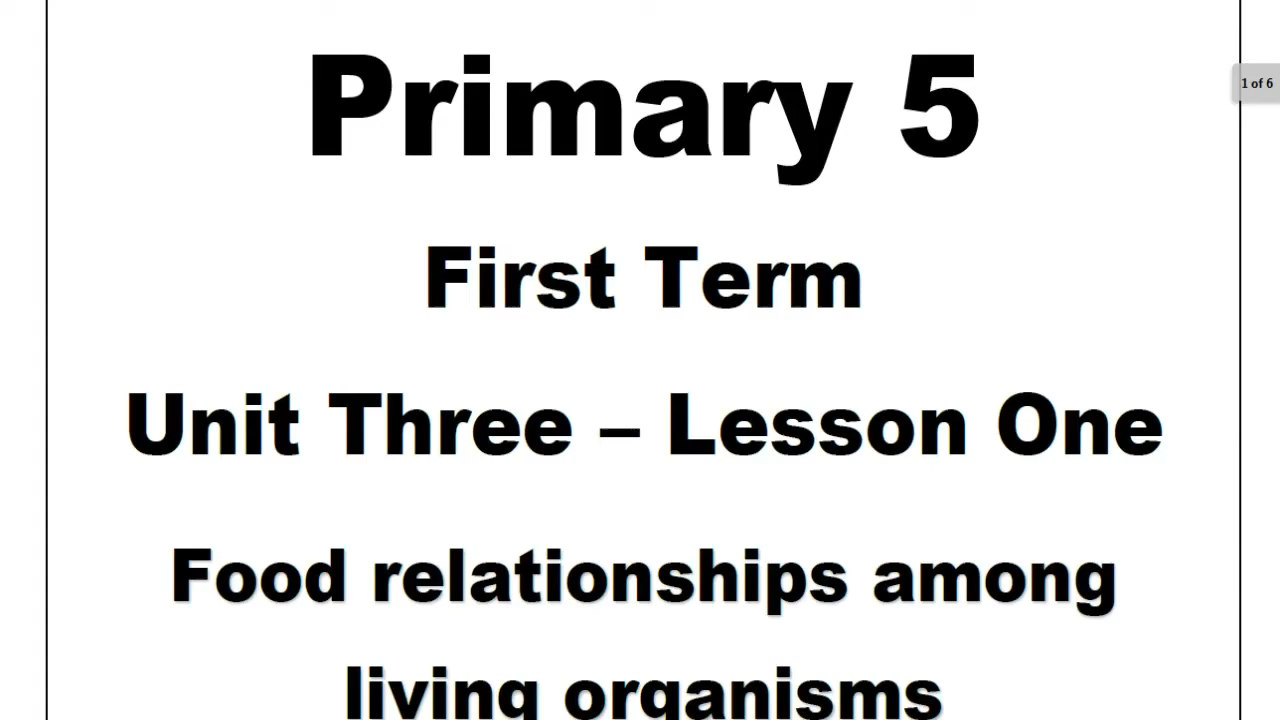 Primary 5
1 of 6
First Term
Unit Three – Lesson One
Food relationships among
living organisms